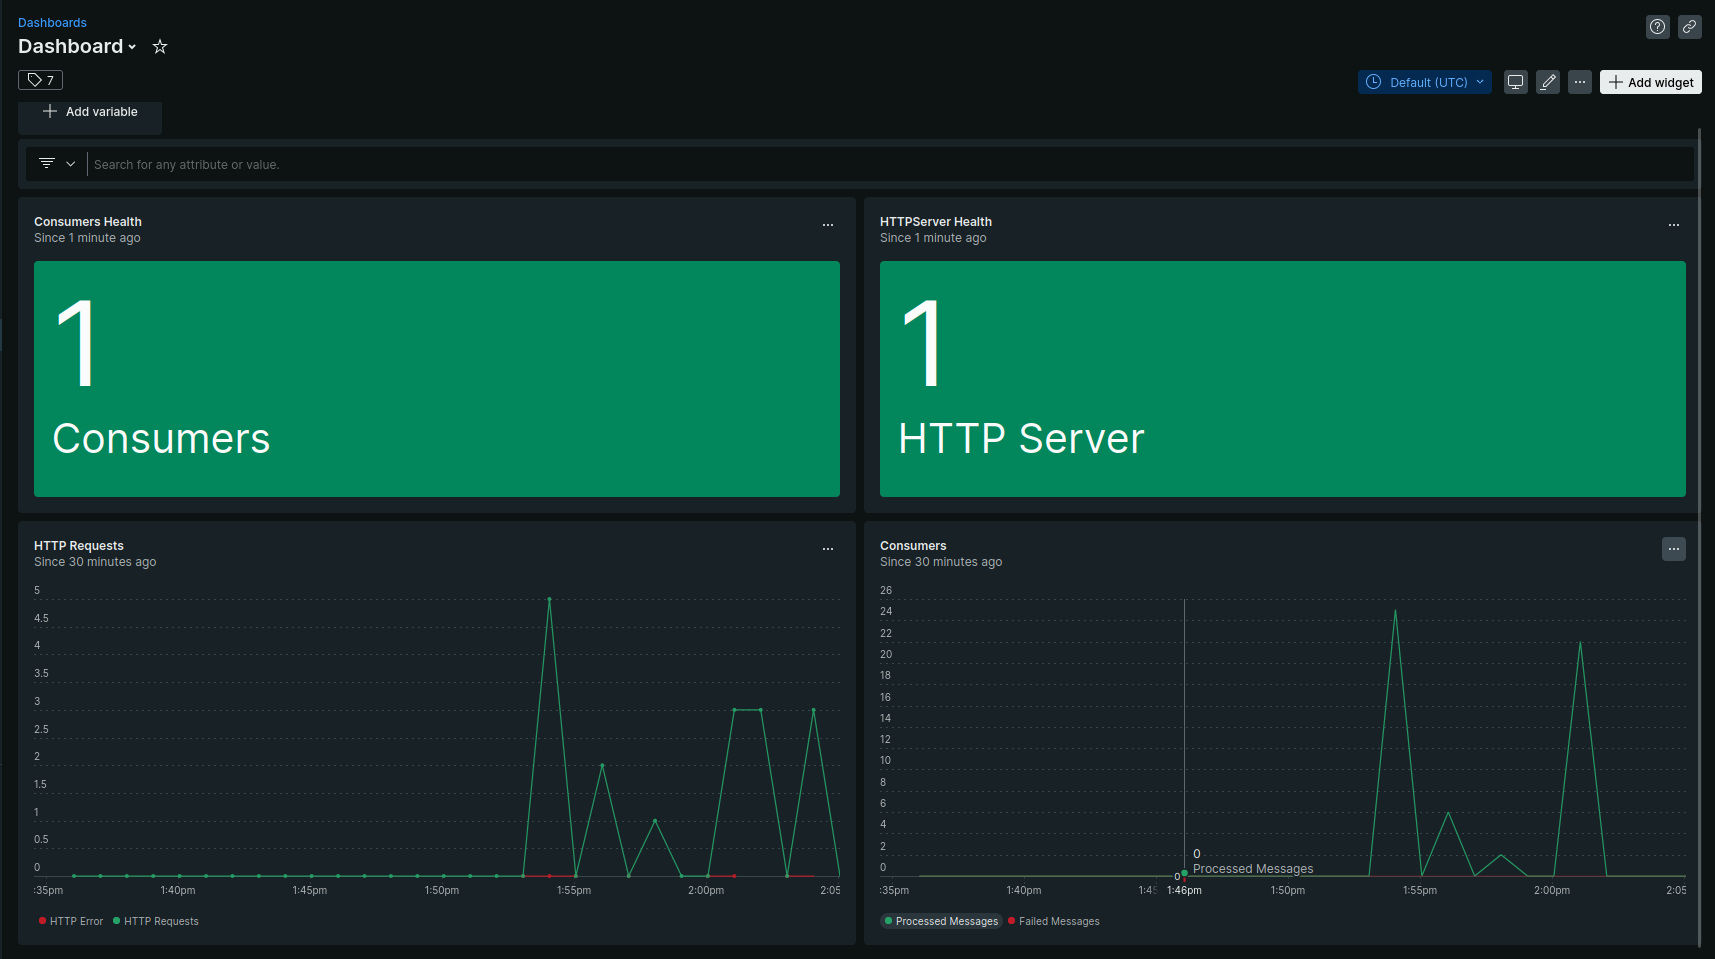 Dashboards
Dashboard
7
Default (UTC)
Add widget
Add variable
Search for any attribute or value.
Consumers Health
Since 1 minute ago
1
Consumers
HTTPServer Health
Since 1 minute ago
1
HTTP Server
HTTP Requests
Since 30 minutes ago
5
4.5
4
3.5
3
2.5
2
1.5
1
0.5
0
:35pm 1:40pm 1:45pm 1:50pm 1:55pm 2:00pm 2:05
HTTP Error HTTP Requests
Consumers
Since 30 minutes ago
26
24
22
20
18
16
14
12
10
8
6
4
2
0
0
Processed Messages
0
:35pm 1:40pm 1:45 1:46pm 1:50pm 1:55pm 2:00pm 2:05
Processed Messages Failed Messages